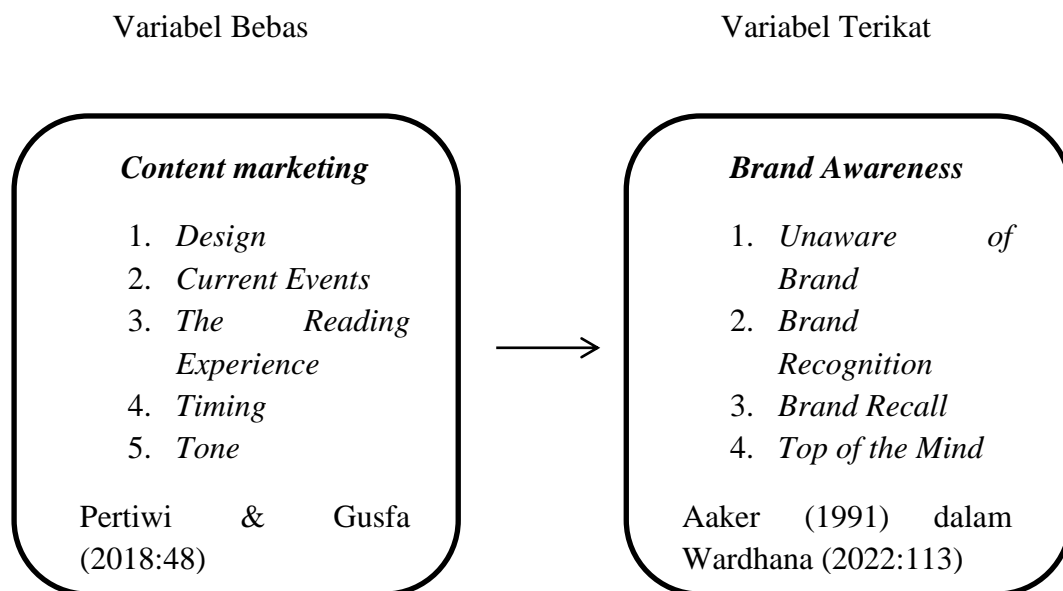 Variabel Bebas
Variabel Terikat
Content marketing
1. Design
2. Current Events
3. The Reading
Experience
4. Timing
5. Tone
Pertiwi & Gusfa
(2018:48)
Brand Awareness
1. Unaware of
Brand
2. Brand
Recognition
3. Brand Recall
4. Top of the Mind
Aaker (1991) dalam
Wardhana (2022:113)